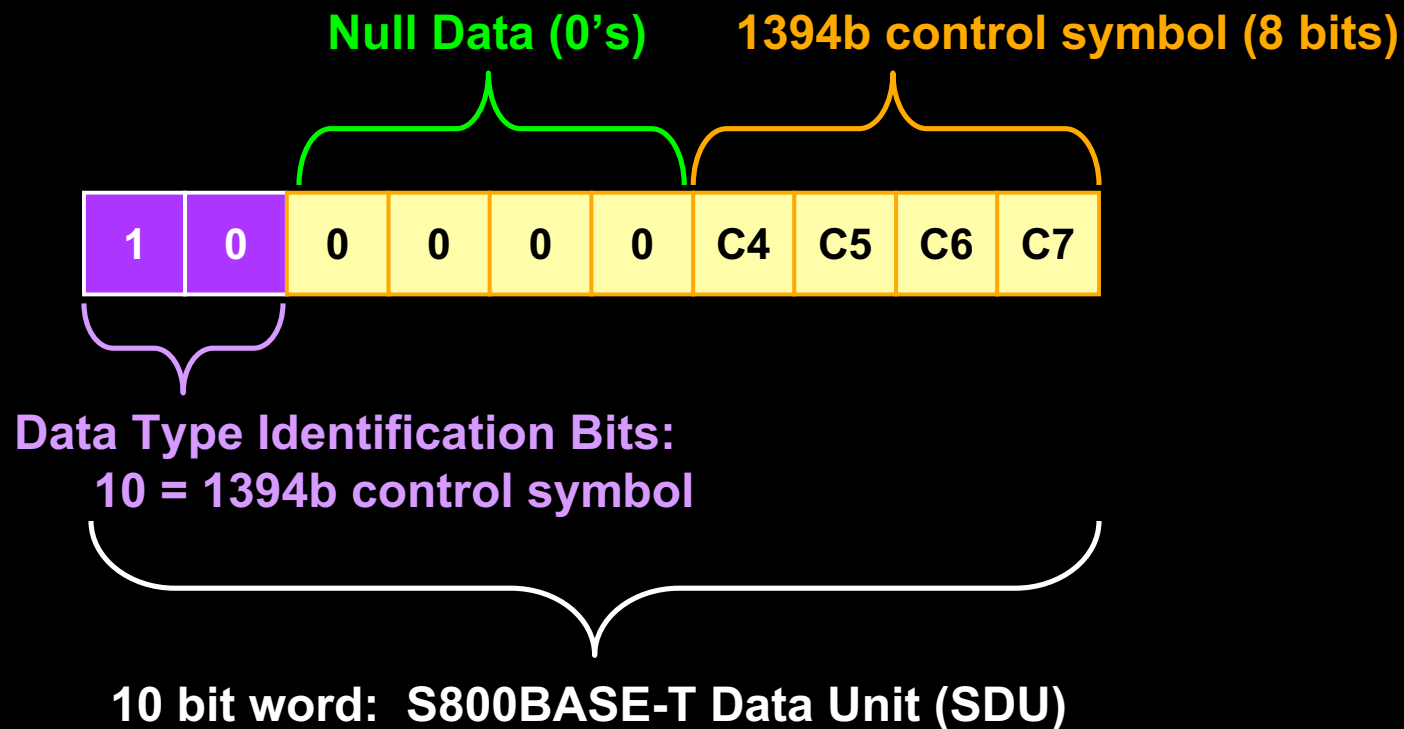 Null Data (0’s)
1394b control symbol (8 bits)
1 0 0 0 0 0 C4 C5 C6 C7
Data Type Identification Bits:
10 = 1394b control symbol
10 bit word:  S800BASE-T Data Unit (SDU)